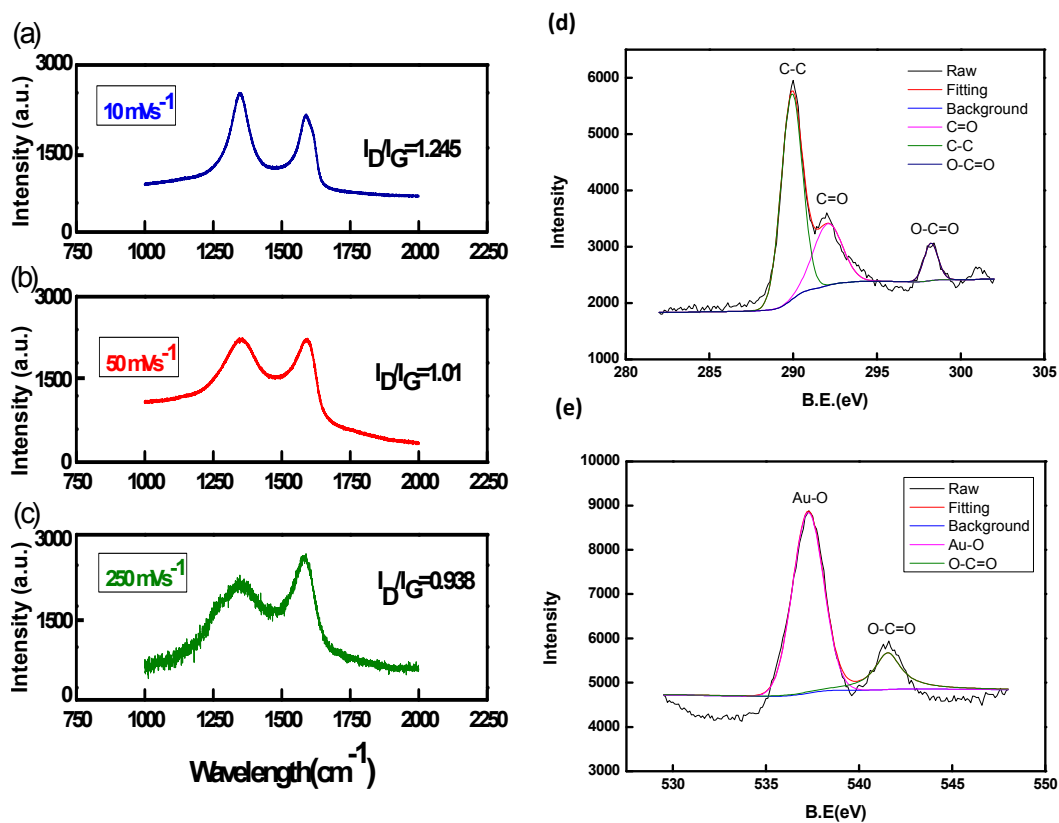 (a)
3000
1500
0
Intensity (a.u.)
10 mVs-1
ID/IG=1.245
750 1000 1250 1500 1750 2000 2250
(b)
3000
1500
0
Intensity (a.u.)
50 mVs-1
ID/IG=1.01
750 1000 1250 1500 1750 2000 2250
(c)
3000
1500
0
Intensity (a.u.)
250 mVs-1
ID/IG=0.938
750 1000 1250 1500 1750 2000 2250
Wavelength(cm-1)
(d)
6000
5000
4000
3000
2000
1000
Intensity
C-C
C=O
O-C=O
Raw
Fitting
Background
C=O
C-C
O-C=O
280 285 290 295 300 305
B.E.(eV)
(e)
10000
9000
8000
7000
6000
5000
4000
3000
Intensity
Au-O
O-C=O
Raw
Fitting
Background
Au-O
O-C=O
530 535 540 545 550
B.E(eV)